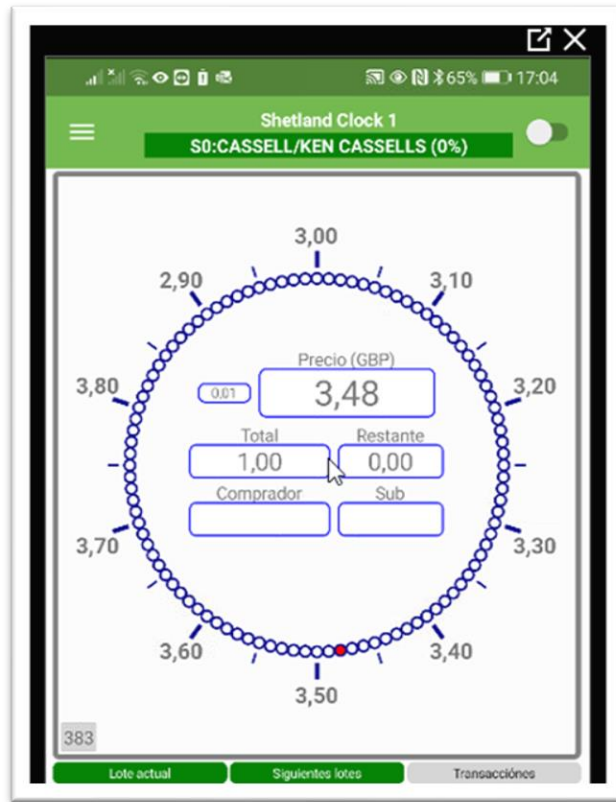 65% 17:04
Shetland Clock 1
S0:CASSELL/KEN CASSELLS (0%)
3,00
2,90
3,10
Precio (GBP)
3,80
0,01
3,48
3,20
Total
Restante
1,00
0,00
Comprador
Sub
3,70
3,30
3,60
3,40
3,50
383
Lote actual
Siguientes lotes
Transacciónes